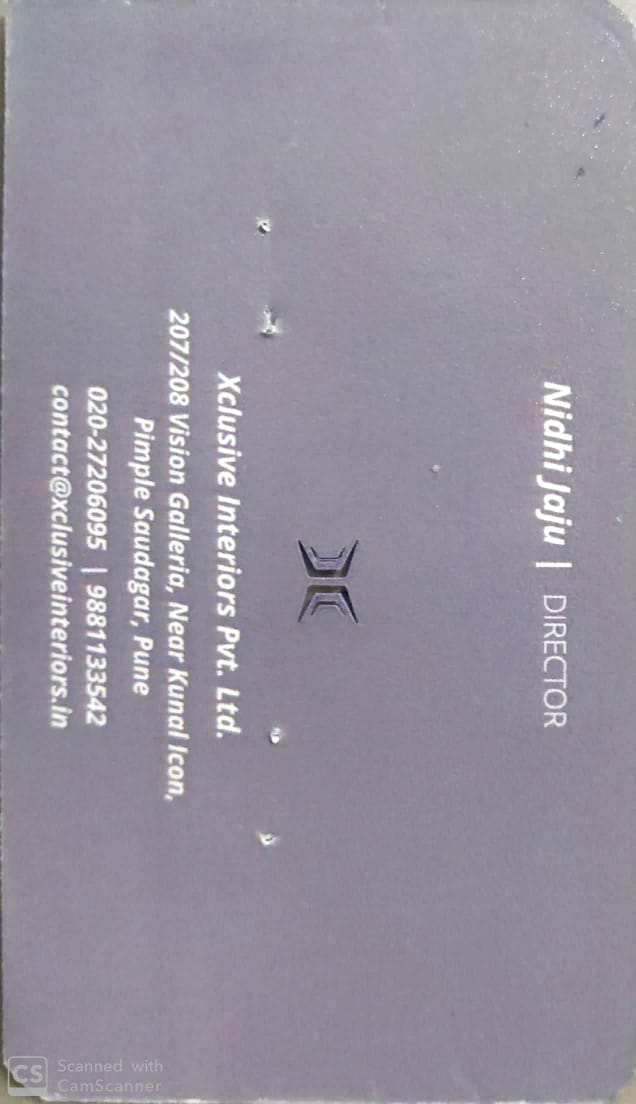 Nidhi Jaju | DIRECTOR
Xclusive Interiors Pvt. Ltd.
207/208 Vision Galleria, Near Kunal Icon,
Pimple Saudagar, Pune
020-27206095 | 9881133542
contact@xclusiveinteriors.in
CS Scanned with
CamScanner